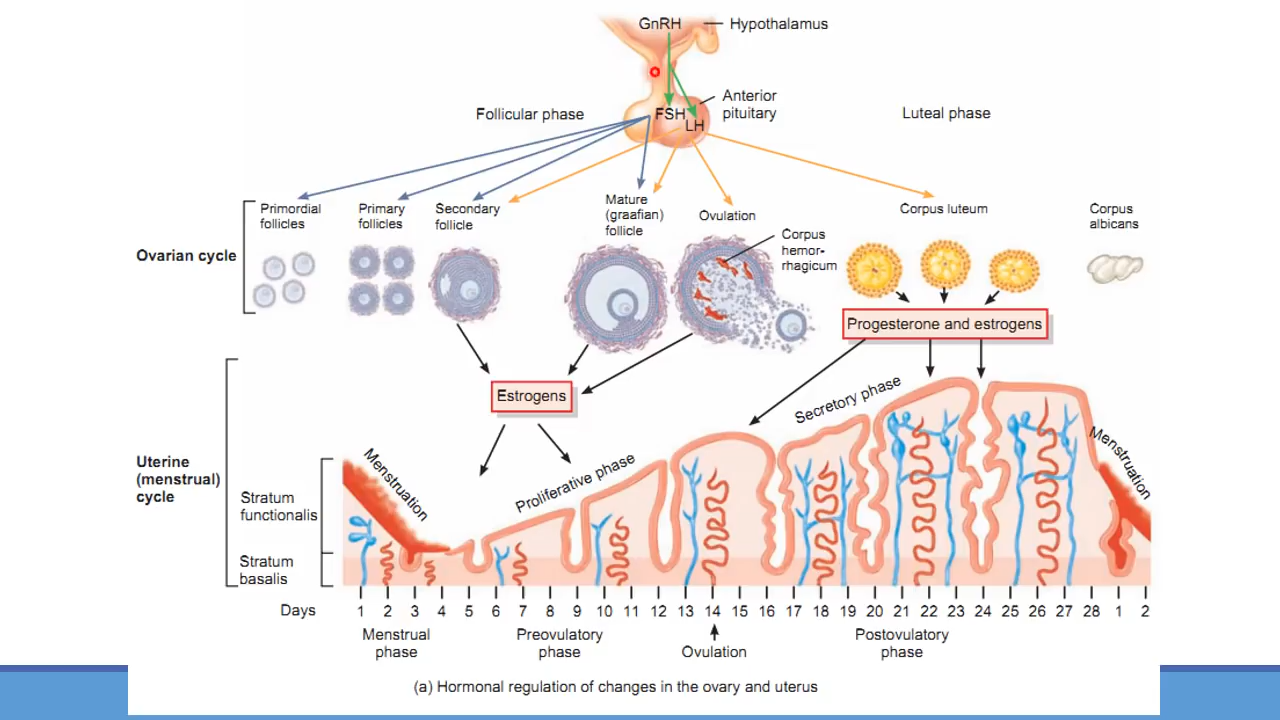 GnRH
Hypothalamus
Anterior
pituitary
FSH
LH
Follicular phase
Luteal phase
Ovarian cycle
Primordial
follicles
Primary
follicles
Secondary
follicle
Mature
(graafian)
follicle
Ovulation
Corpus
hemor-
rhagicum
Corpus luteum
Corpus
albicans
Progesterone and estrogens
Estrogens
Uterine
(menstrual)
cycle
Stratum
functionalis
Stratum
basalis
Menstruation
Proliferative phase
Secretory phase
Menstruation
Days 1 2 3 4 5 6 7 8 9 10 11 12 13 14 15 16 17 18 19 20 21 22 23 24 25 26 27 28 1 2
Menstrual
phase
Preovulatory
phase
Ovulation
Postovulatory
phase
(a) Hormonal regulation of changes in the ovary and uterus